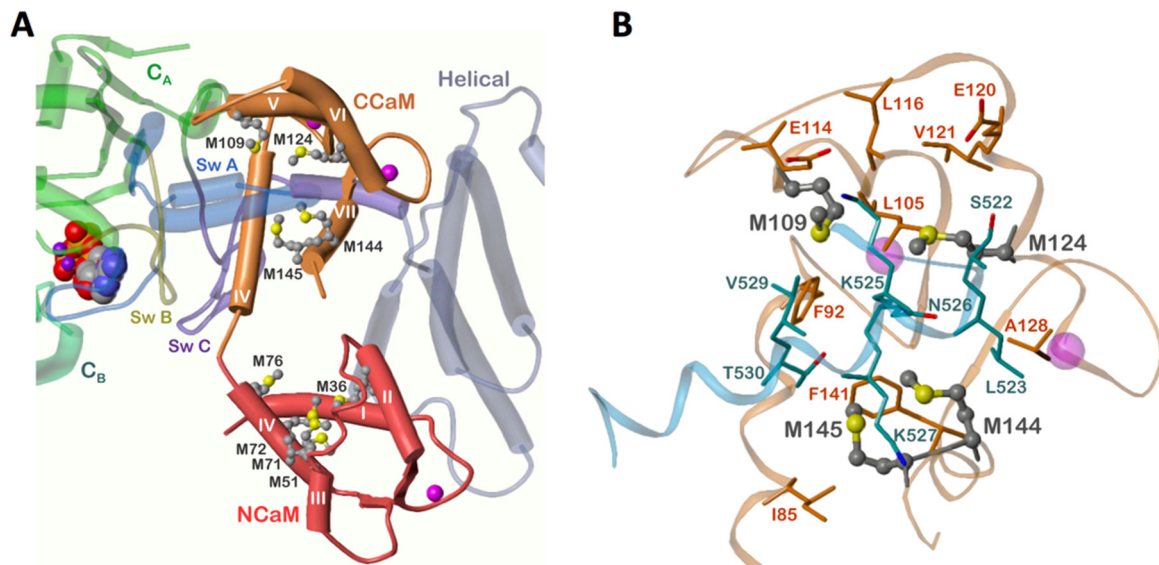 A
C_A
CCaM
Helical
V
VI
M109
M124
Sw A
VII
M144
M145
IV
Sw B
Sw C
C_B
M76
M36
II
I
IV
M72
M71
M51
III
NCaM
B
E120
L116
E114
V121
S522
L105
M109
M124
V529
K525
N526
F92
A128
T530
L523
F141
M145
M144
K527
I85